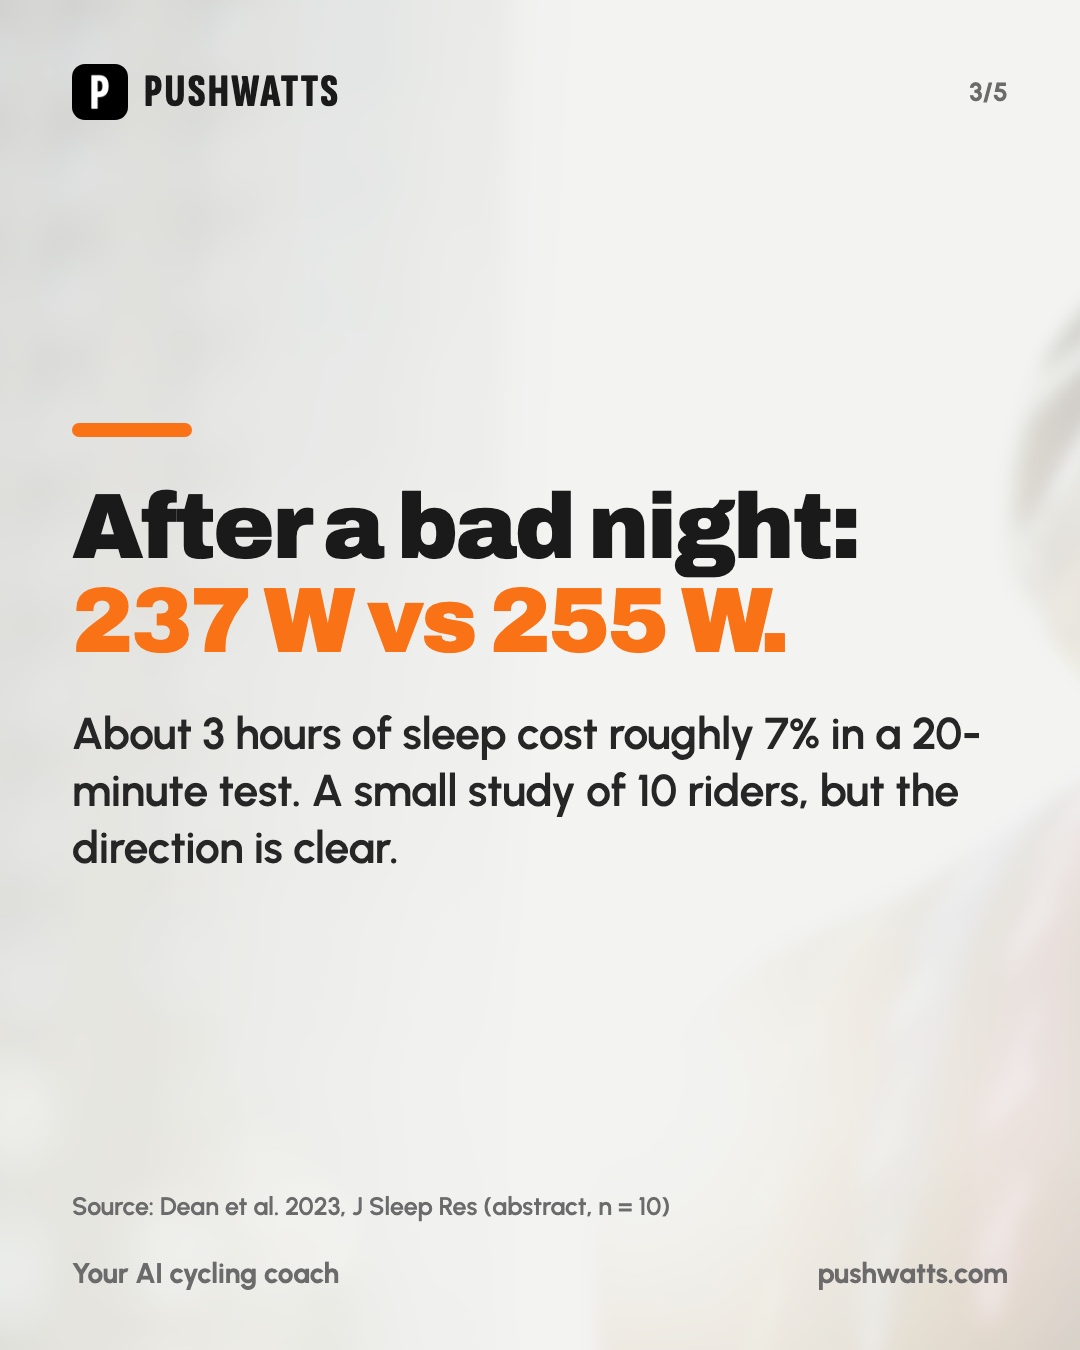 P PUSHWATTS
3/5
After a bad night:
237 W vs 255 W.
About 3 hours of sleep cost roughly 7% in a 20-
minute test. A small study of 10 riders, but the
direction is clear.
Source: Dean et al. 2023, J Sleep Res (abstract, n = 10)
Your AI cycling coach
pushwatts.com